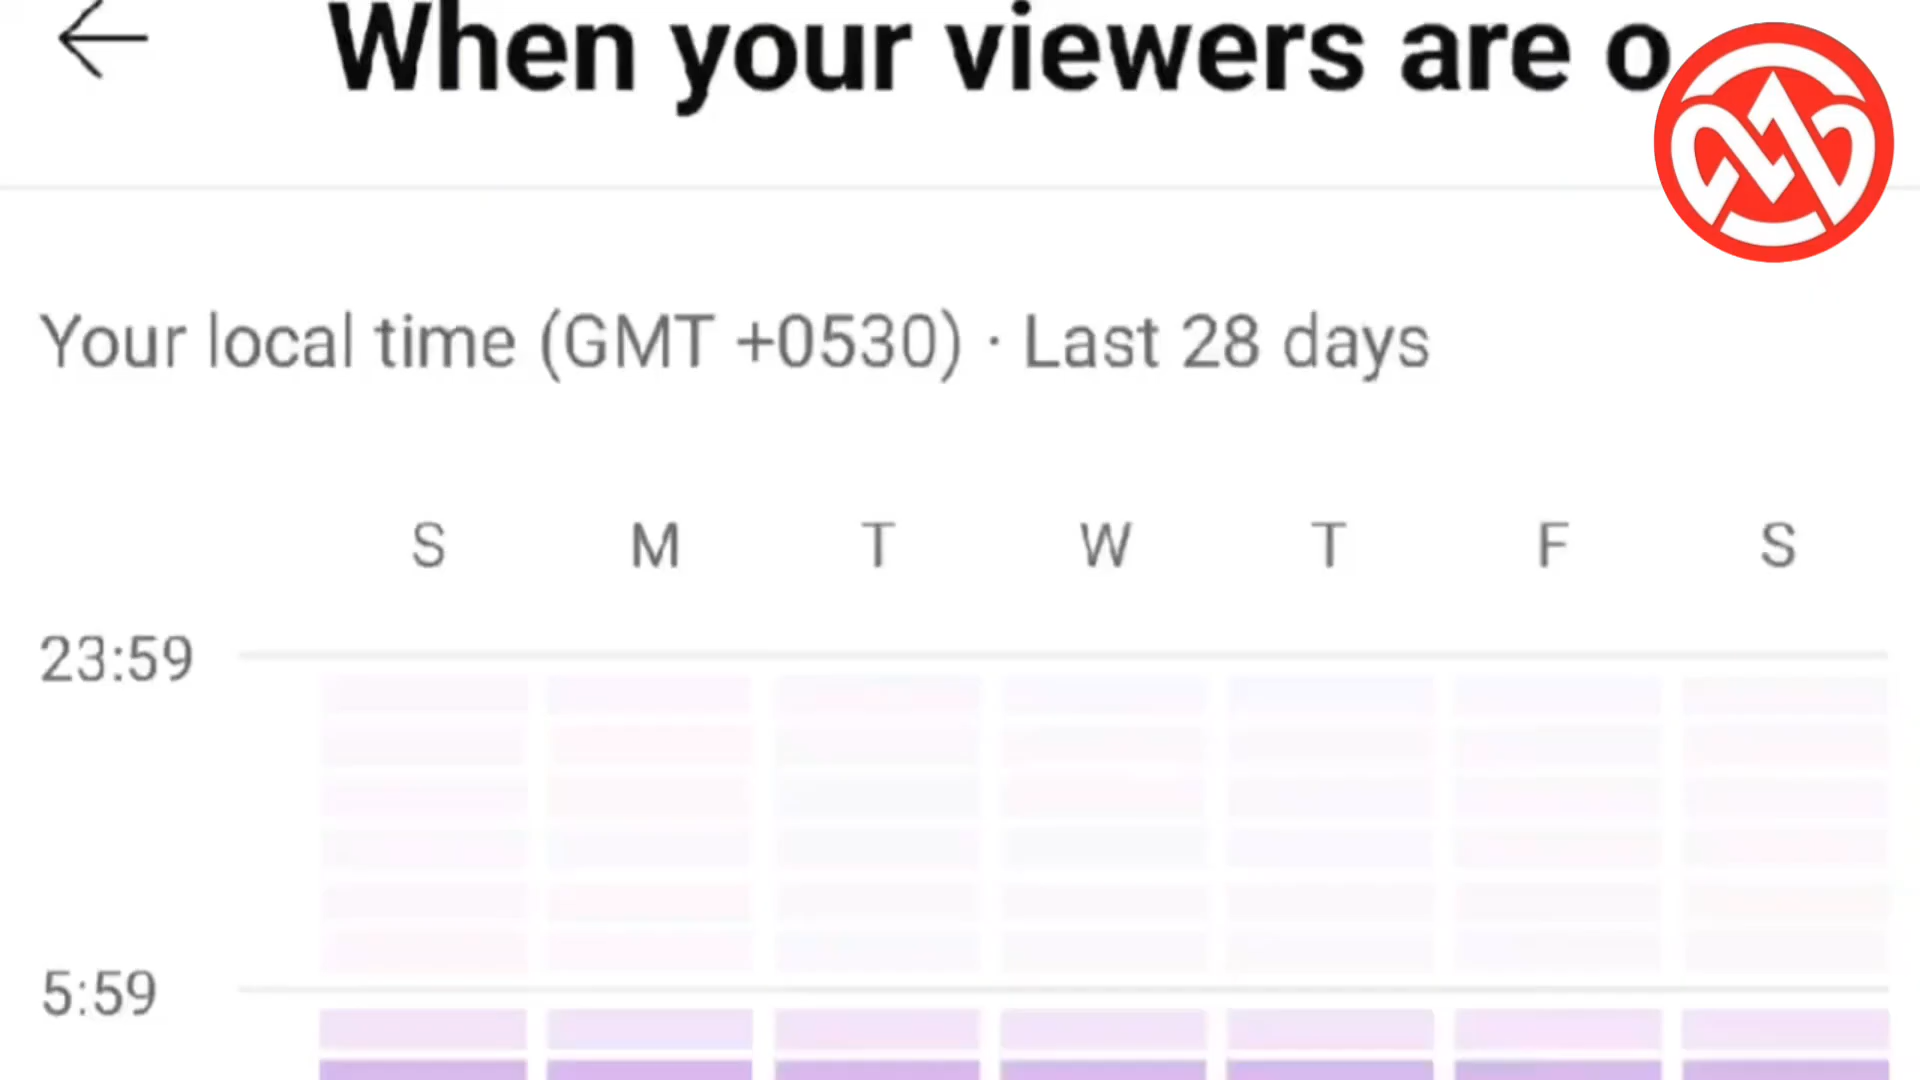 When your viewers are o
Your local time (GMT +0530) · Last 28 days
S M T W T F S
23:59
5:59